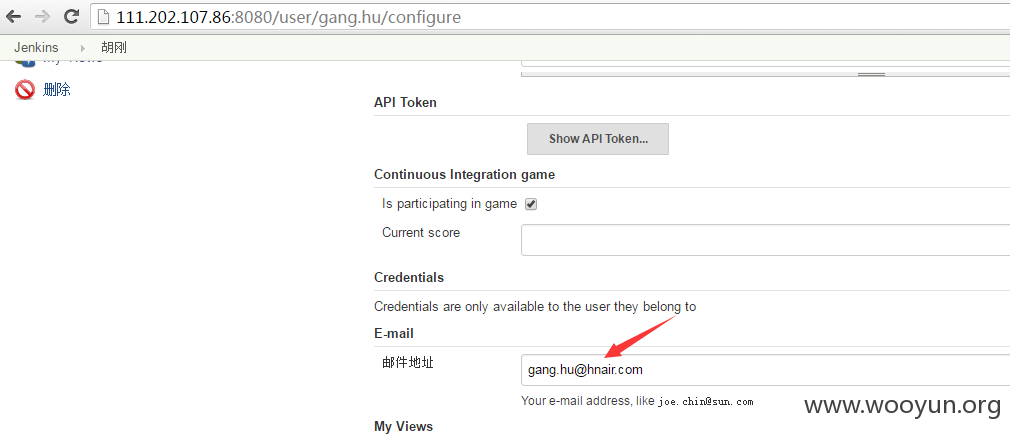 111.202.107.86:8080/user/gang.hu/configure
Jenkins 胡刚
My Views
删除
API Token
Show API Token...
Continuous Integration game
Is participating in game
Current score
Credentials
Credentials are only available to the user they belong to
E-mail
邮件地址
gang.hu@hnair.com
Your e-mail address, like joe.chin@sun.com
www.wooyun.org
My Views